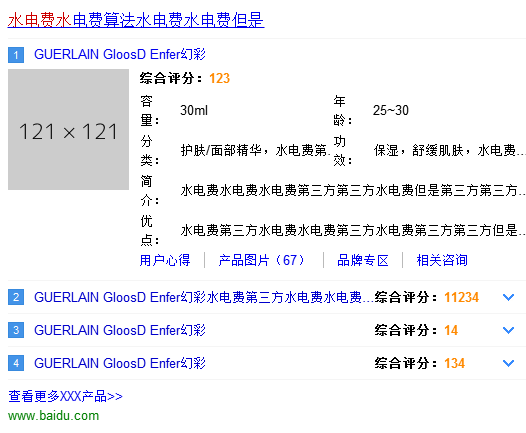 水电费水电费算法水电费水电费但是
1 GUERLAIN GloosD Enfer幻彩
121 × 121
综合评分：123
容量： 30ml 年龄： 25~30
分类： 护肤/面部精华，水电费第... 功效： 保湿，舒缓肌肤，水电费...
简介： 水电费水电费水电费第三方第三方水电费但是第三方第三方...
优点： 水电费第三方水电费水电费第三方水电费第三方第三方但是...
用户心得 产品图片（67） 品牌专区 相关咨询
2 GUERLAIN GloosD Enfer幻彩水电费第三方水电费水电费... 综合评分：11234
3 GUERLAIN GloosD Enfer幻彩 综合评分：14
4 GUERLAIN GloosD Enfer幻彩 综合评分：134
查看更多XXX产品>>
www.baidu.com